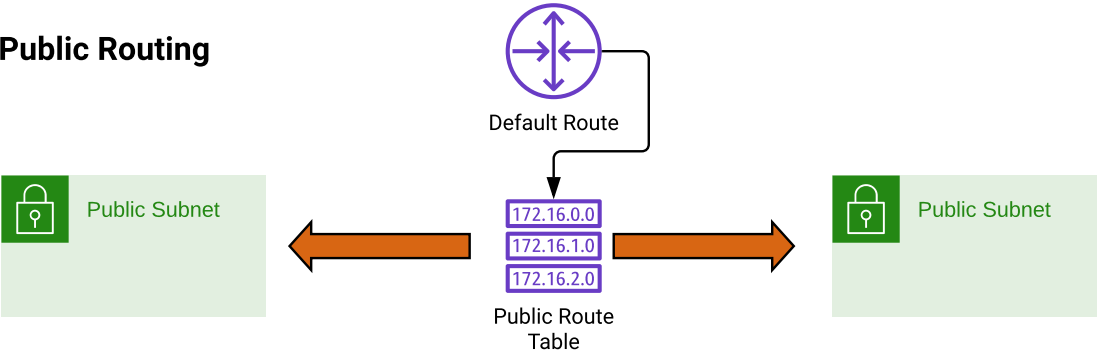 Public Routing
Default Route
Public Subnet
Public Subnet
172.16.0.0
172.16.1.0
172.16.2.0
Public Route
Table